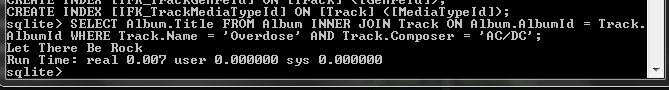 CREATE INDEX [IFK_TrackGenreId] ON [Track] ([GenreId]);
CREATE INDEX [IFK_TrackMediaTypeId] ON [Track] ([MediaTypeId]);
sqlite> SELECT Album.Title FROM Album INNER JOIN Track ON Album.AlbumId = Track.
AlbumId WHERE Track.Name = 'Overdose' AND Track.Composer = 'AC/DC';
Let There Be Rock
Run Time: real 0.007 user 0.000000 sys 0.000000
sqlite>